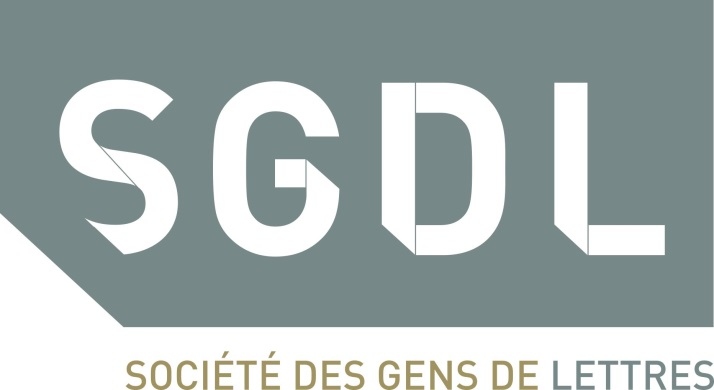 SGDL
SOCIÉTÉ DES GENS DE LETTRES